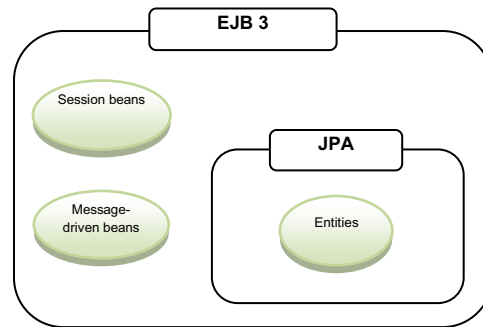 EJB 3
Session beans
JPA
Message-
driven beans
Entities